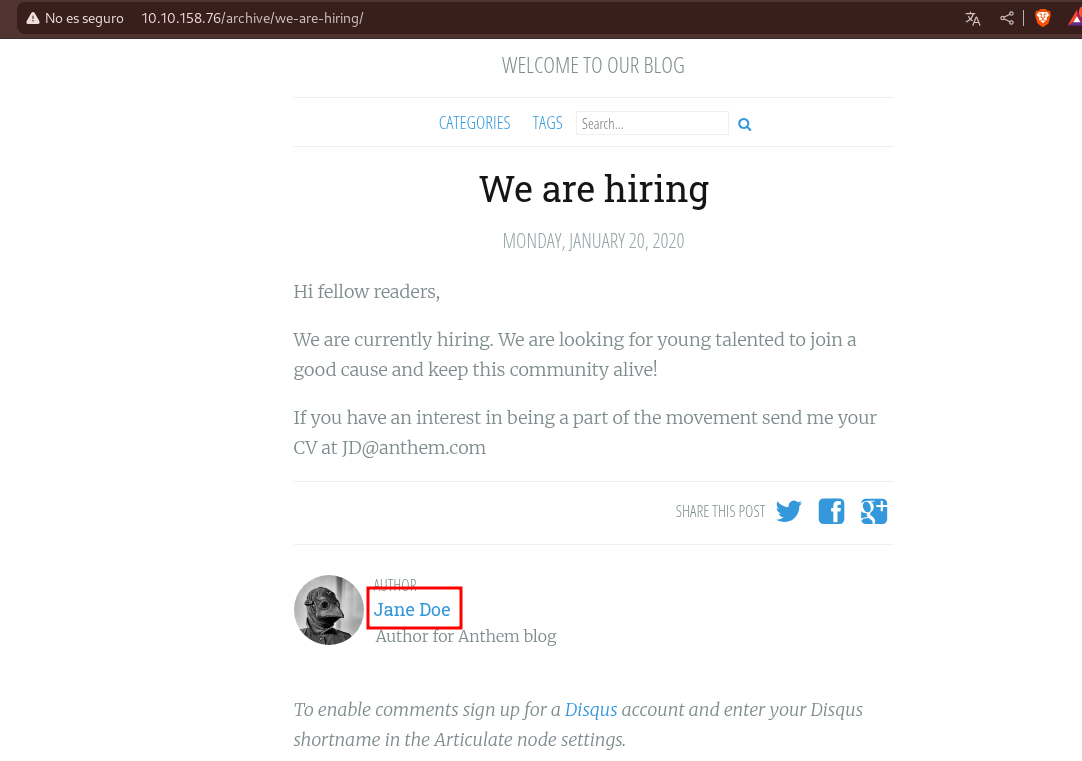 No es seguro 10.10.158.76/archive/we-are-hiring/
WELCOME TO OUR BLOG
CATEGORIES TAGS Search...
We are hiring
MONDAY, JANUARY 20, 2020
Hi fellow readers,
We are currently hiring. We are looking for young talented to join a
good cause and keep this community alive!
If you have an interest in being a part of the movement send me your
CV at JD@anthem.com
SHARE THIS POST
AUTHOR
Jane Doe
Author for Anthem blog
To enable comments sign up for a Disqus account and enter your Disqus
shortname in the Articulate node settings.